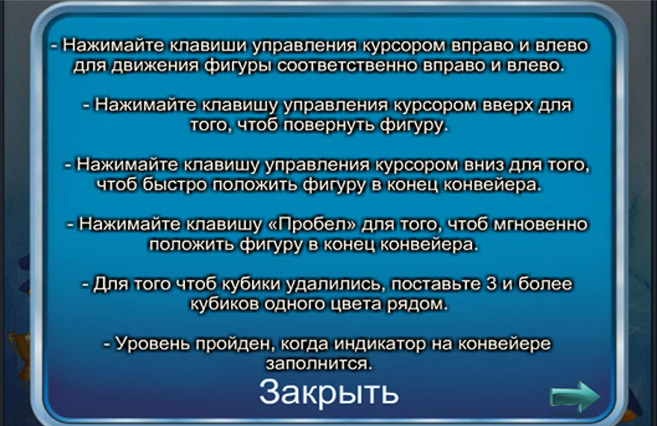 - Нажимайте клавиши управления курсором вправо и влево
для движения фигуры соответственно вправо и влево.
- Нажимайте клавишу управления курсором вверх для
того, чтоб повернуть фигуру.
- Нажимайте клавишу управления курсором вниз для того,
чтоб быстро положить фигуру в конец конвейера.
- Нажимайте клавишу «Пробел» для того, чтоб мгновенно
положить фигуру в конец конвейера.
- Для того чтоб кубики удалились, поставьте 3 и более
кубиков одного цвета рядом.
- Уровень пройден, когда индикатор на конвейере
заполнится.
Закрыть